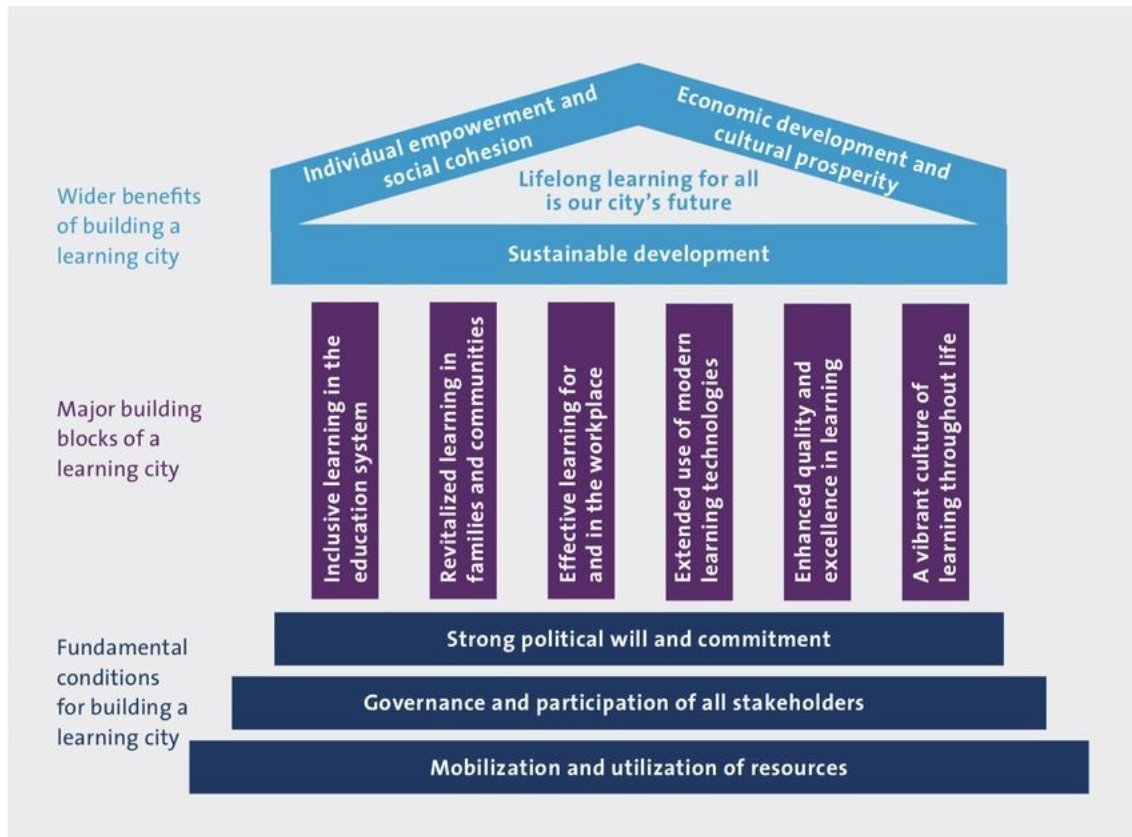 Individual empowerment and
social cohesion
Economic development and
cultural prosperity
Wider benefits
of building a
learning city
Lifelong learning for all
is our city's future
Sustainable development
Major building
blocks of a
learning city
Inclusive learning in the
education system
Revitalized learning in
families and communities
Effective learning for
and in the workplace
Extended use of modern
learning technologies
Enhanced quality and
excellence in learning
A vibrant culture of
learning throughout life
Fundamental
conditions
for building a
learning city
Strong political will and commitment
Governance and participation of all stakeholders
Mobilization and utilization of resources